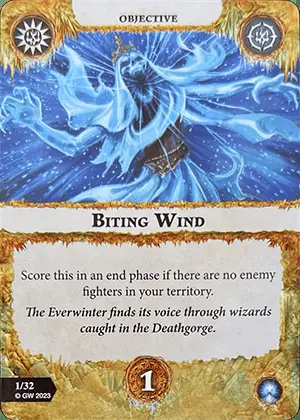 OBJECTIVE
BITING WIND
Score this in an end phase if there are no enemy
fighters in your territory.
The Everwinter finds its voice through wizards
caught in the Deathgorge.
1/32
© GW 2023
1